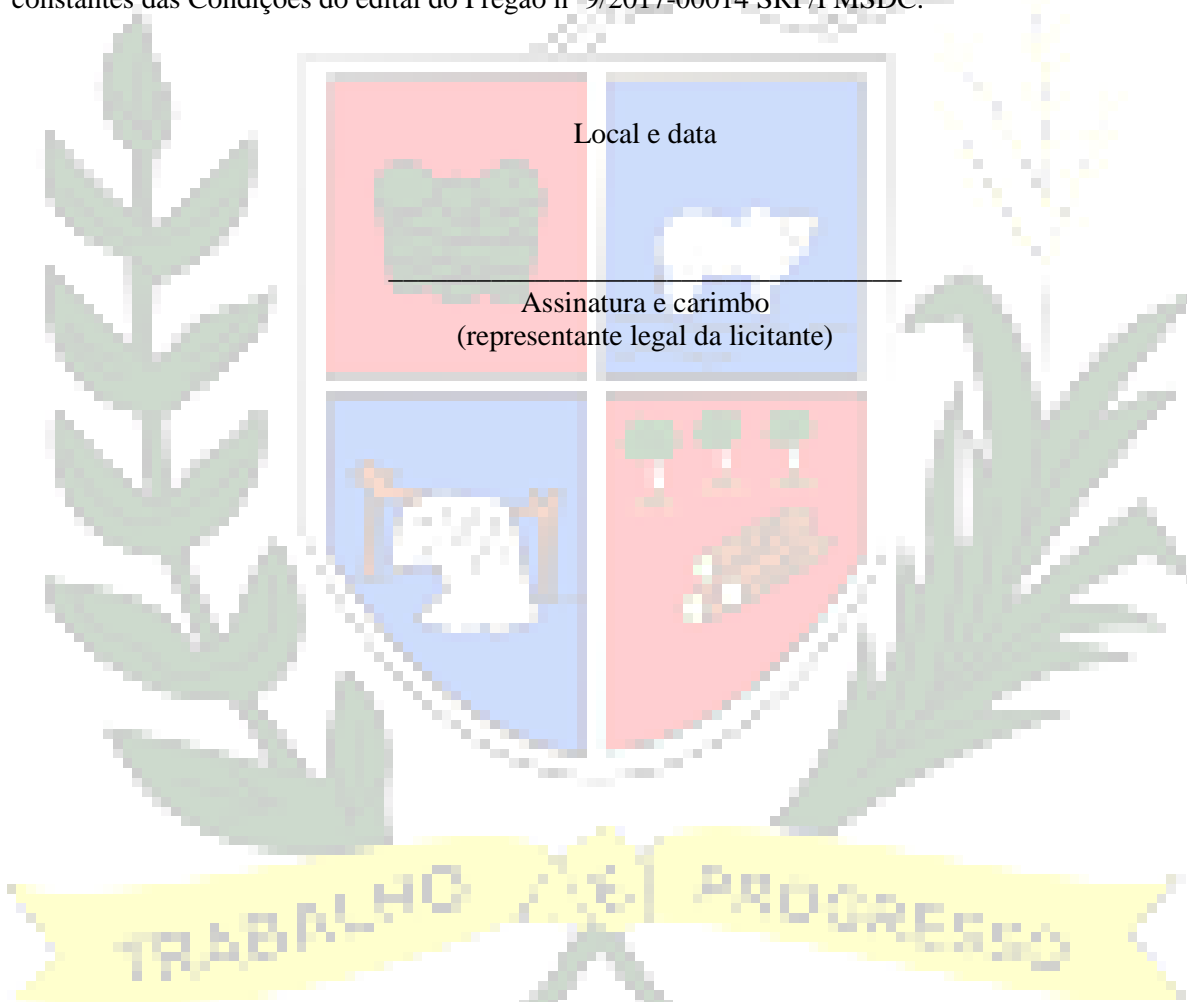 constantes das Condições do edital do Pregão nº 9/2017-00014 SRP/PMSDC.
Local e data
Assinatura e carimbo
(representante legal da licitante)
TRABALHO E PROGRESSO